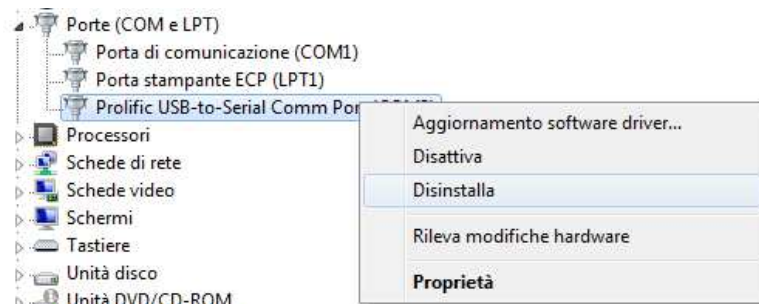 Porte (COM e LPT)
Porta di comunicazione (COM1)
Porta stampante ECP (LPT1)
Prolific USB-to-Serial Comm
Processori
Schede di rete
Schede video
Schermi
Tastiere
Unità disco
Unità DVD/CD-ROM
Aggiornamento software driver...
Disattiva
Disinstalla
Rileva modifiche hardware
Proprietà